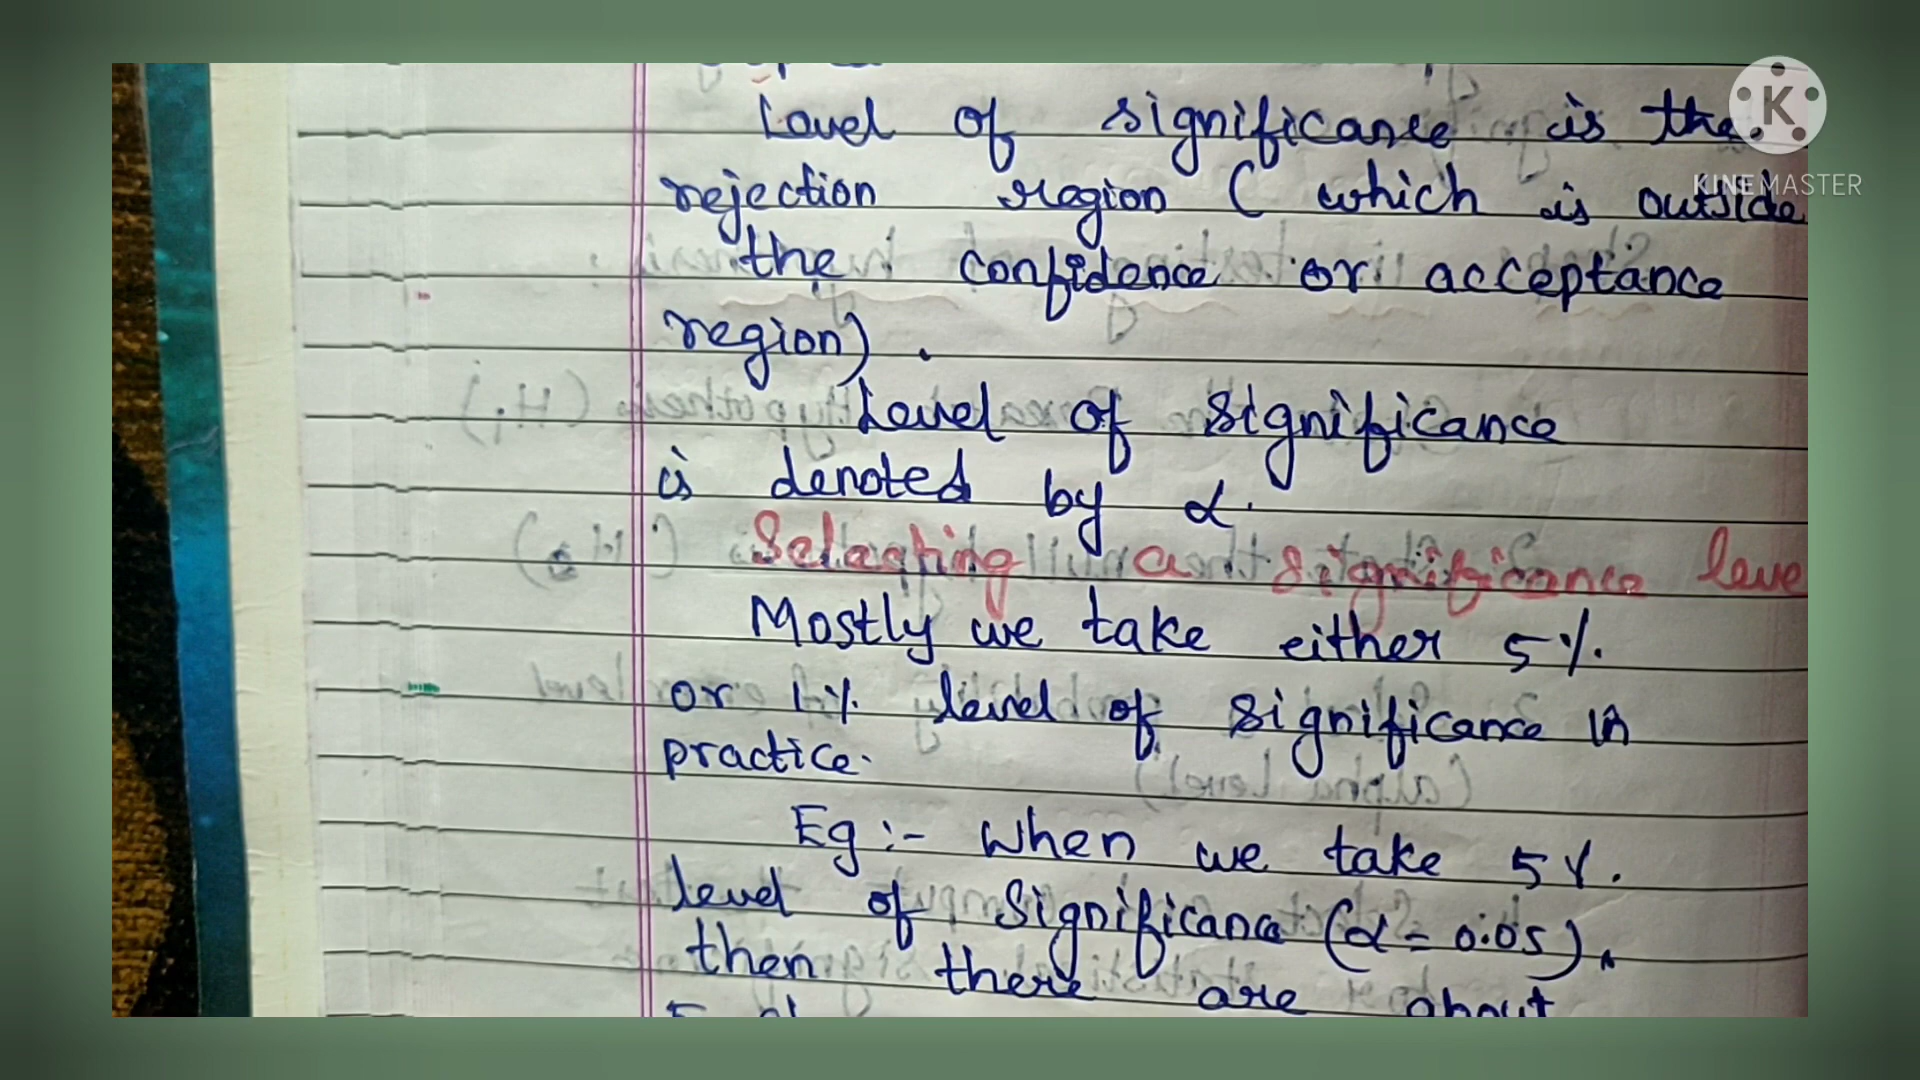 Level of significance is the
rejection region ( which is outside
the confidence or acceptance
region) .
Level of significance
is denoted by α.
Selecting a significance leve
Mostly we take either 5%.
or 1% level of significance in
practice.
Eg :- When we take 5%.
level of significance (α = 0.05),
then there are about
K
KINEMASTER